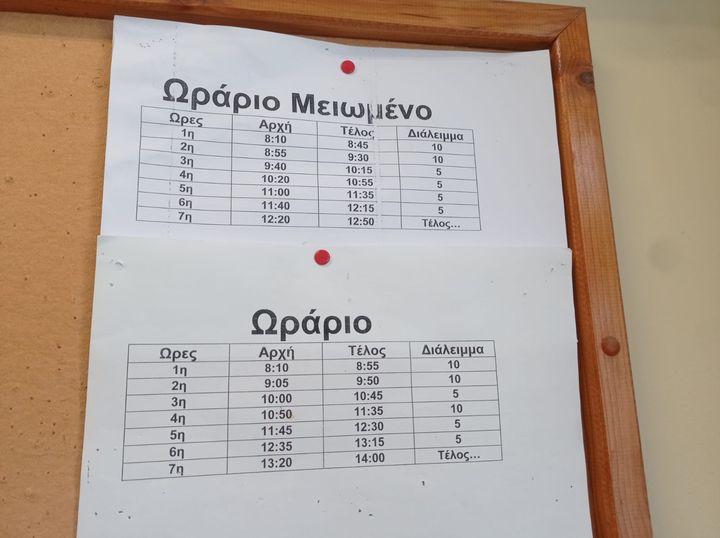 Ωράριο Μειωμένο
Ώρες Αρχή Τέλος Διάλειμμα
1η 8:10 8:45 10
2η 8:55 9:30 10
3η 9:40 10:15 5
4η 10:20 10:55 5
5η 11:00 11:35 5
6η 11:40 12:15 5
7η 12:20 12:50 Τέλος...
Ωράριο
Ώρες Αρχή Τέλος Διάλειμμα
1η 8:10 8:55 10
2η 9:05 9:50 10
3η 10:00 10:45 5
4η 10:50 11:35 10
5η 11:45 12:30 5
6η 12:35 13:15 5
7η 13:20 14:00 Τέλος...